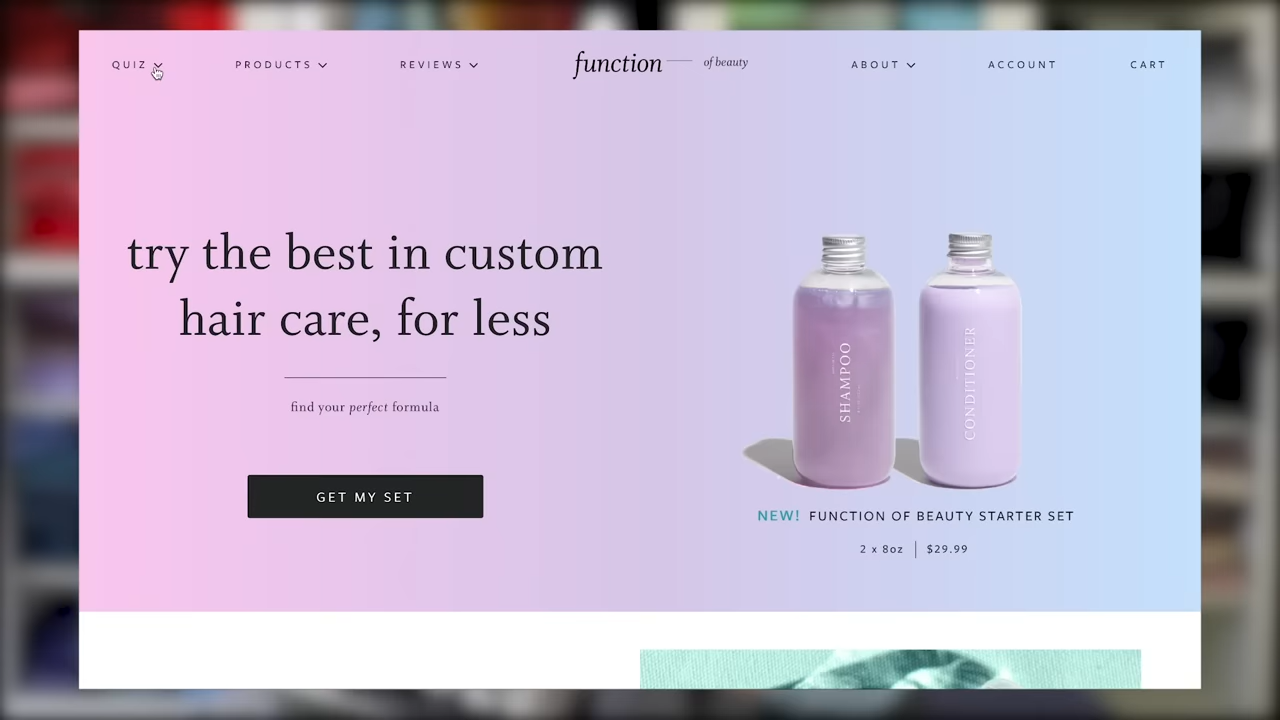 QUIZ
PRODUCTS
REVIEWS
function of beauty
ABOUT
ACCOUNT
CART
try the best in custom
hair care, for less
find your perfect formula
GET MY SET
SHAMPOO
CONDITIONER
NEW! FUNCTION OF BEAUTY STARTER SET
2 x 8oz | $29.99